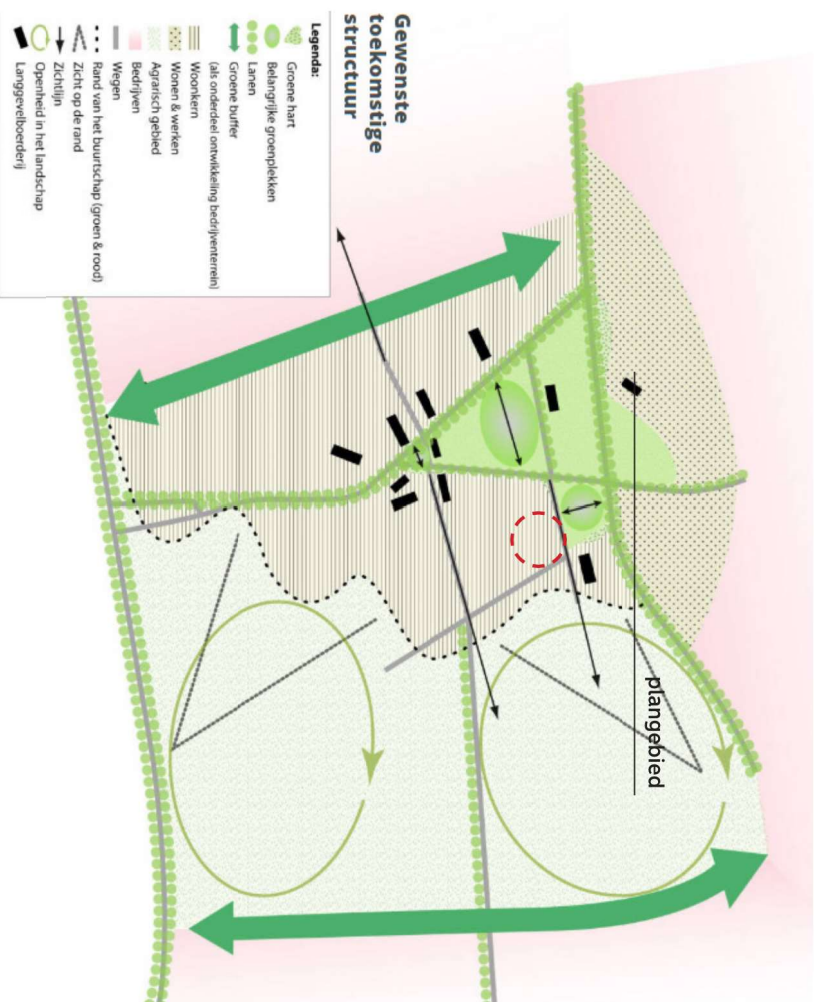 Gewenste
toekomstige
structuur
Legenda:
Groene hart
Belangrijke groenplekken
Lanen
Groene buffer
(als onderdeel ontwikkeling bedrijventerrein)
Woonkern
Wonen & werken
Agrarisch gebied
Bedrijven
Wegen
Rand van het buurtschap (groen & rood)
Zicht op de rand
Zichtlijn
Openheid in het landschap
Langgevelboerderij
plangebied